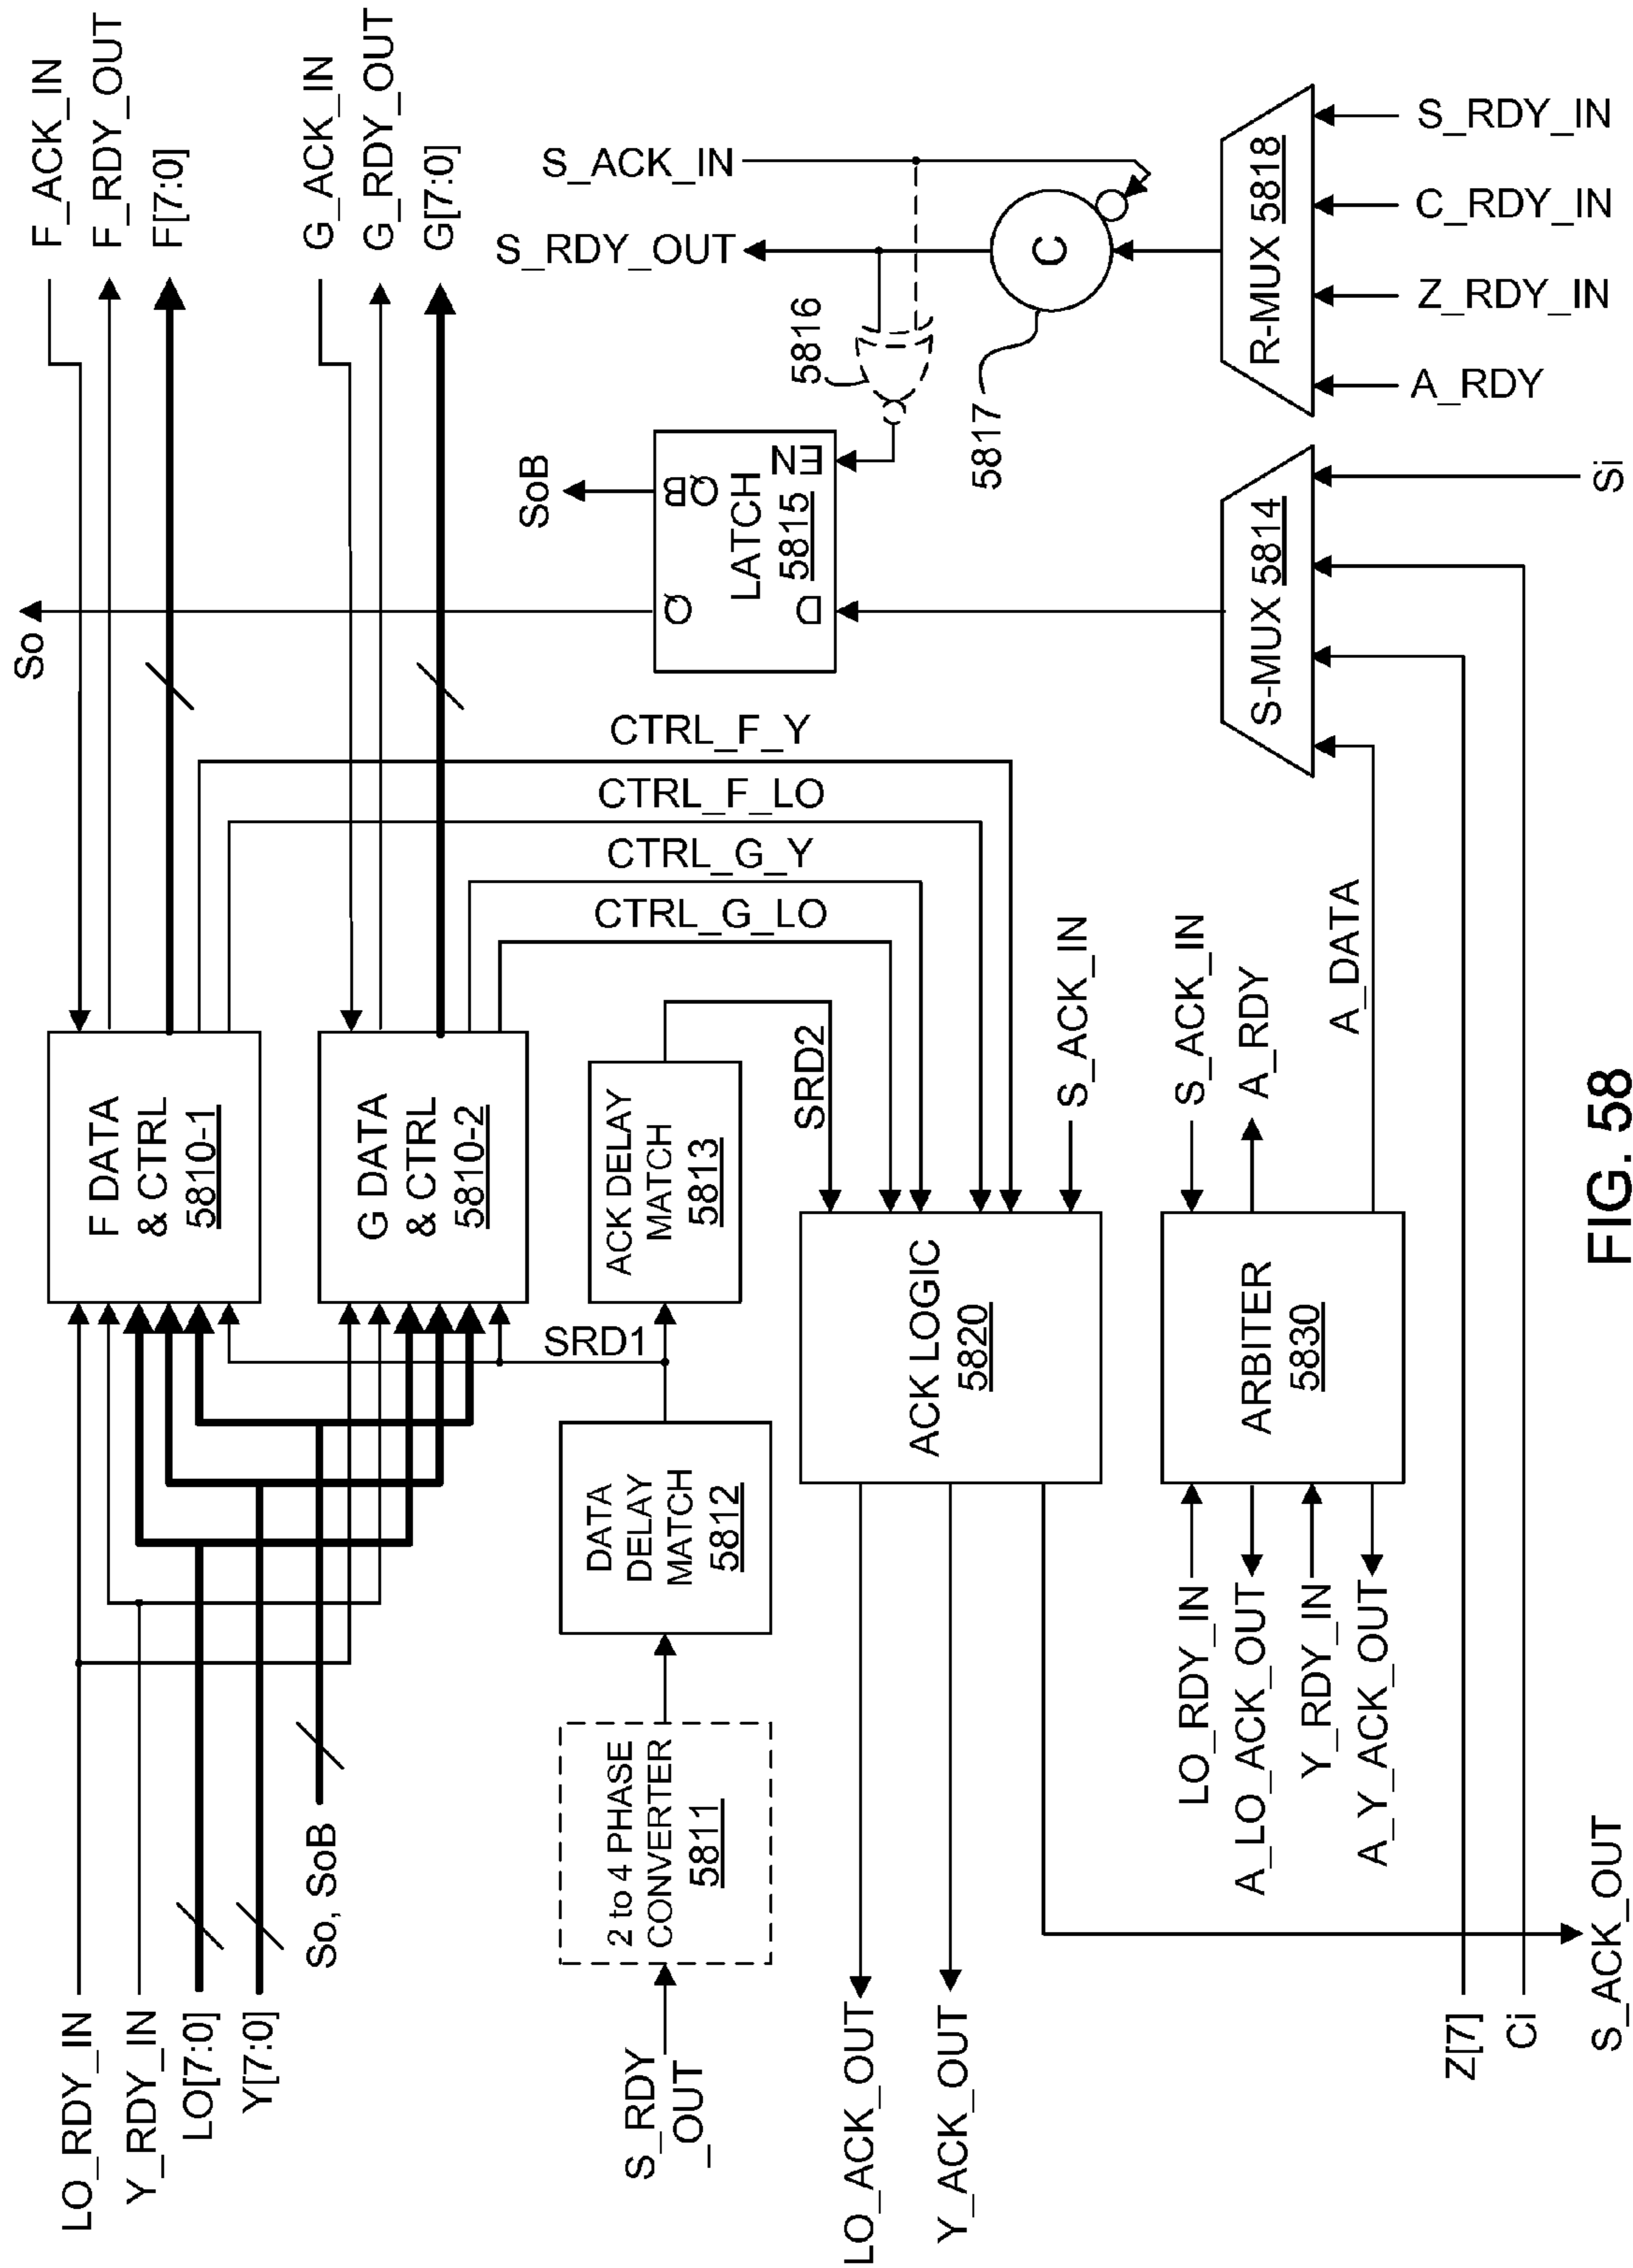 LO_RDY_IN
Y_RDY_IN
LO[7:0]
Y[7:0]
So, SoB
F DATA
& CTRL
5810-1
G DATA
& CTRL
5810-2
F_ACK_IN
F_RDY_OUT
F[7:0]
G_ACK_IN
G_RDY_OUT
G[7:0]
So
S_RDY
_OUT
2 to 4 PHASE
CONVERTER
5811
DATA
DELAY
MATCH
5812
SRD1
ACK DELAY
MATCH
5813
SRD2
CTRL_F_Y
CTRL_F_LO
CTRL_G_Y
CTRL_G_LO
SoB
Q
QB
LATCH
5815
D
EN
5816
S_ACK_IN
S_RDY_OUT
C
5817
LO_ACK_OUT
Y_ACK_OUT
ACK LOGIC
5820
S_ACK_IN
LO_RDY_IN
A_LO_ACK_OUT
Y_RDY_IN
A_Y_ACK_OUT
ARBITER
5830
S_ACK_IN
A_RDY
A_DATA
S-MUX 5814
R-MUX 5818
Si
A_RDY
Z_RDY_IN
C_RDY_IN
S_RDY_IN
Z[7]
Ci
S_ACK_OUT
FIG. 58